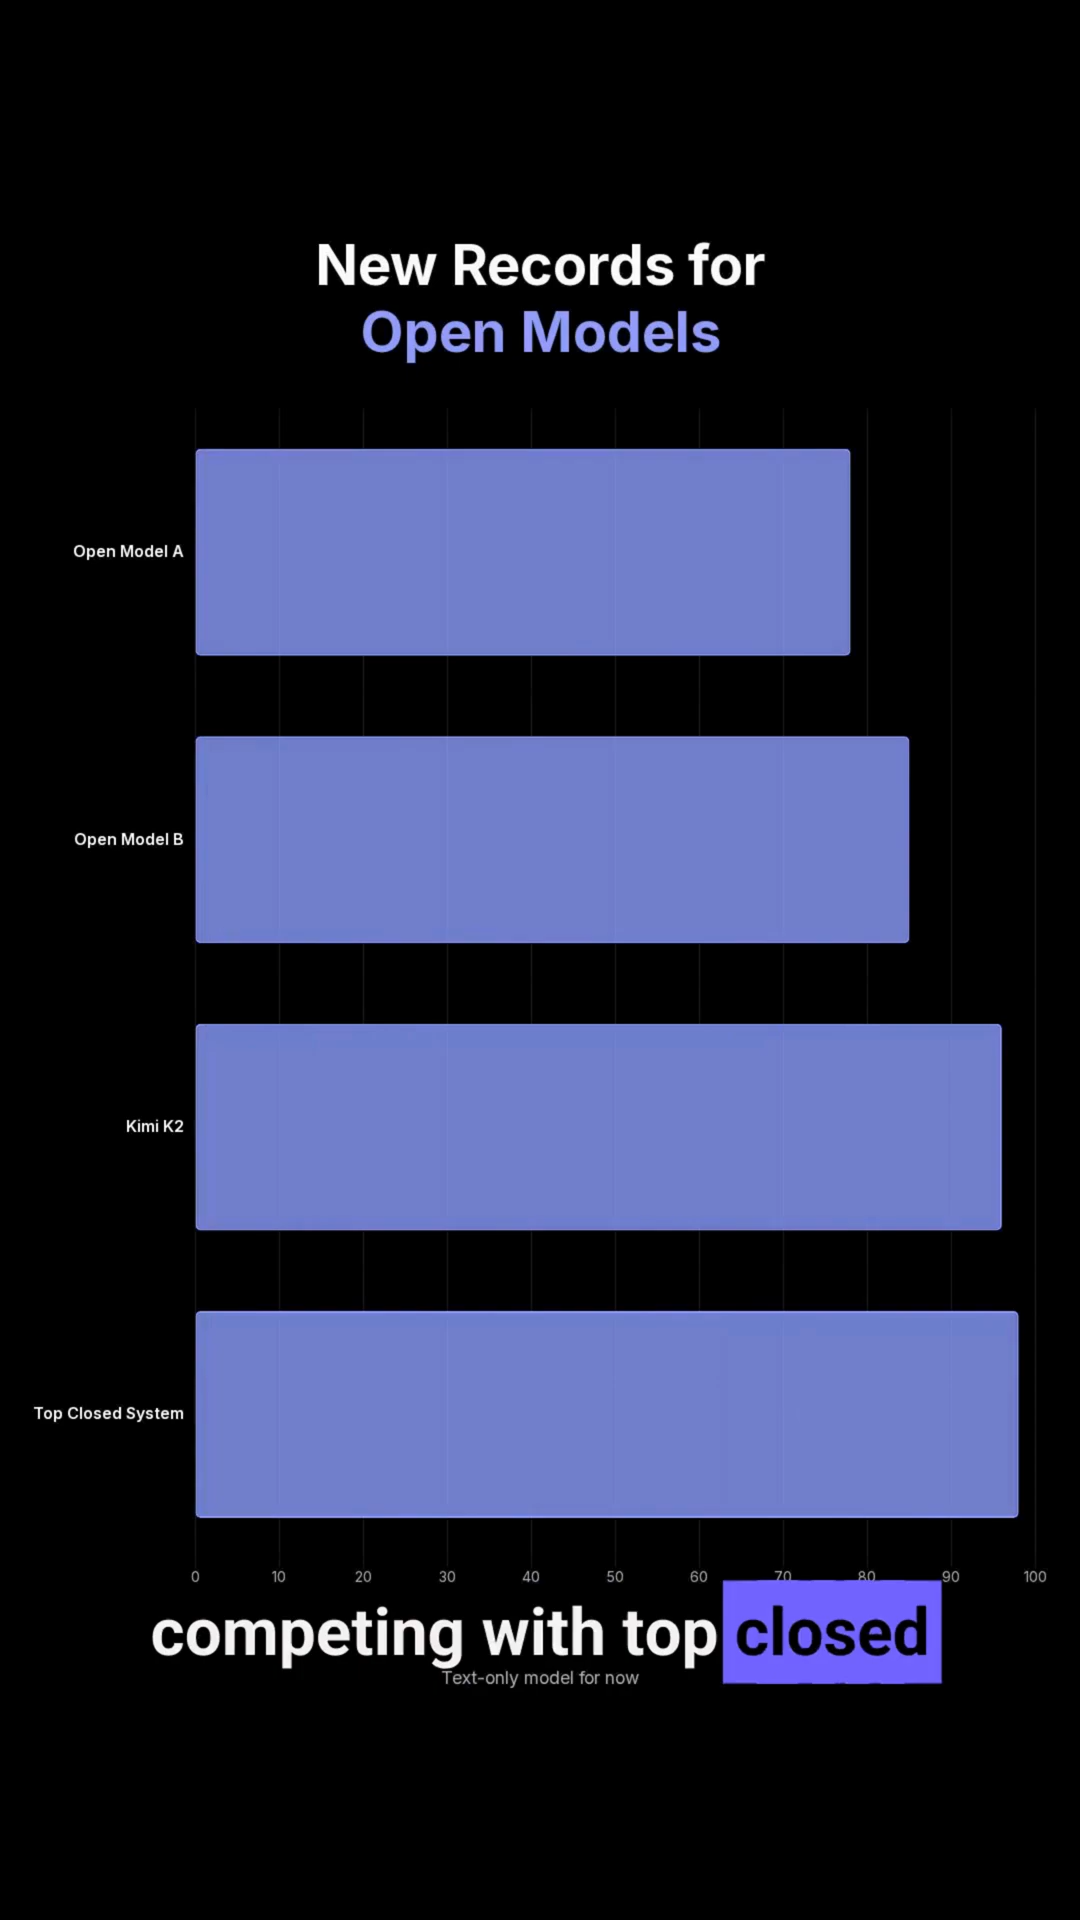 New Records for
Open Models
Open Model A
Open Model B
Kimi K2
Top Closed System
0 10 20 30 40 50 60 70 80 90 100
competing with top closed
Text-only model for now